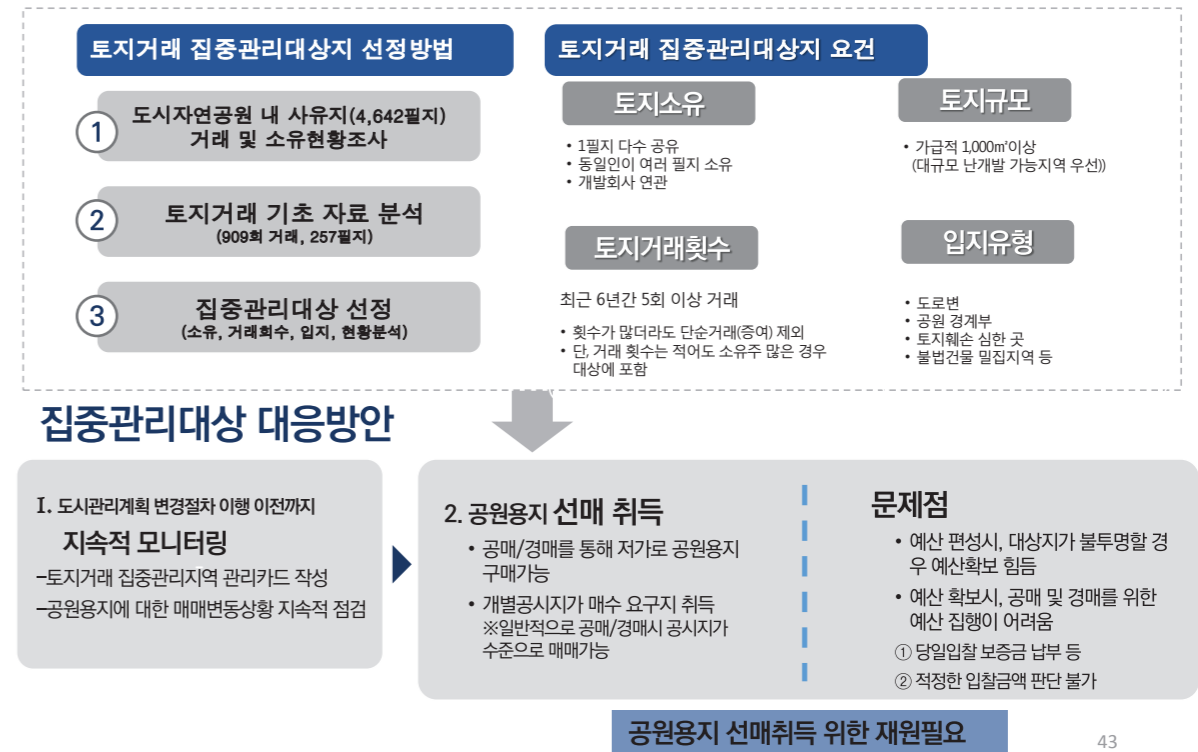 토지거래 집중관리대상지 선정방법
1
도시자연공원 내 사유지(4,642필지)
거래 및 소유현황조사
2
토지거래 기초 자료 분석
(909회 거래, 257필지)
3
집중관리대상 선정
(소유, 거래회수, 입지, 현황분석)
토지거래 집중관리대상지 요건
토지소유
• 1필지 다수 공유
• 동일인이 여러 필지 소유
• 개발회사 연관
토지규모
• 가급적 1,000㎡이상
(대규모 난개발 가능지역 우선))
토지거래횟수
최근 6년간 5회 이상 거래
• 횟수가 많더라도 단순거래(증여) 제외
• 단, 거래 횟수는 적어도 소유주 많은 경우
대상에 포함
입지유형
• 도로변
• 공원 경계부
• 토지훼손 심한 곳
• 불법건물 밀집지역 등
집중관리대상 대응방안
I. 도시관리계획 변경절차 이행 이전까지
지속적 모니터링
-토지거래 집중관리지역 관리카드 작성
-공원용지에 대한 매매변동상황 지속적 점검
2. 공원용지 선매 취득
• 공매/경매를 통해 저가로 공원용지
구매가능
• 개별공시지가 매수 요구지 취득
※일반적으로 공매/경매시 공시지가
수준으로 매매가능
문제점
• 예산 편성시, 대상지가 불투명할 경
우 예산확보 힘듬
• 예산 확보시, 공매 및 경매를 위한
예산 집행이 어려움
① 당일입찰 보증금 납부 등
② 적정한 입찰금액 판단 불가
공원용지 선매취득 위한 재원필요
43